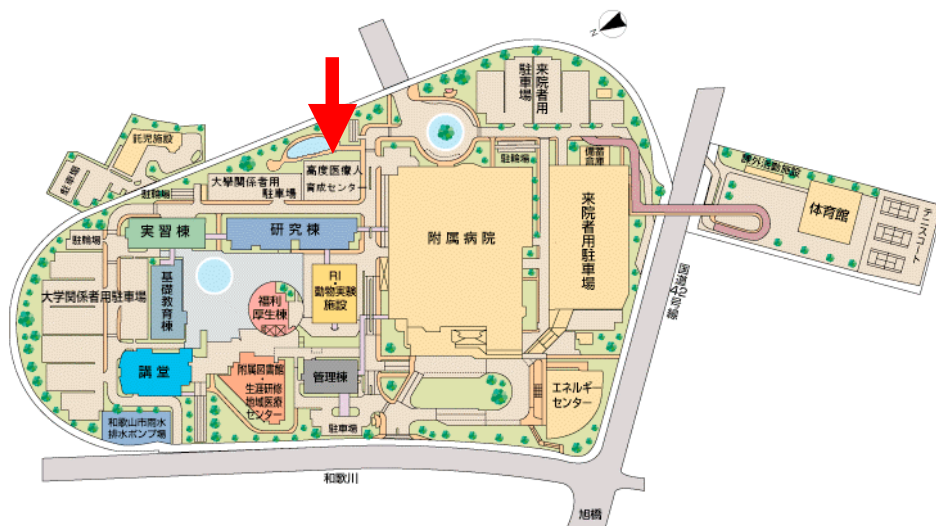 N
来院者用
駐車場
託児施設
駐車場
駐輪場
大學関係者用
駐車場
高度医療人
育成センター
駐輪場
備蓄
倉庫
課外活動施設
体育館
テニスコート
駐輪場
実習棟
研究棟
附属病院
来院者用駐車場
国道42号線
大学関係者用駐車場
基礎教育棟
福利
厚生棟
RI
・
動物実験
施設
講堂
附属図書館
・
生涯研修
地域医療
センター
管理棟
エネルギー
センター
和歌山市雨水
排水ポンプ場
駐車場
和歌川
旭橋